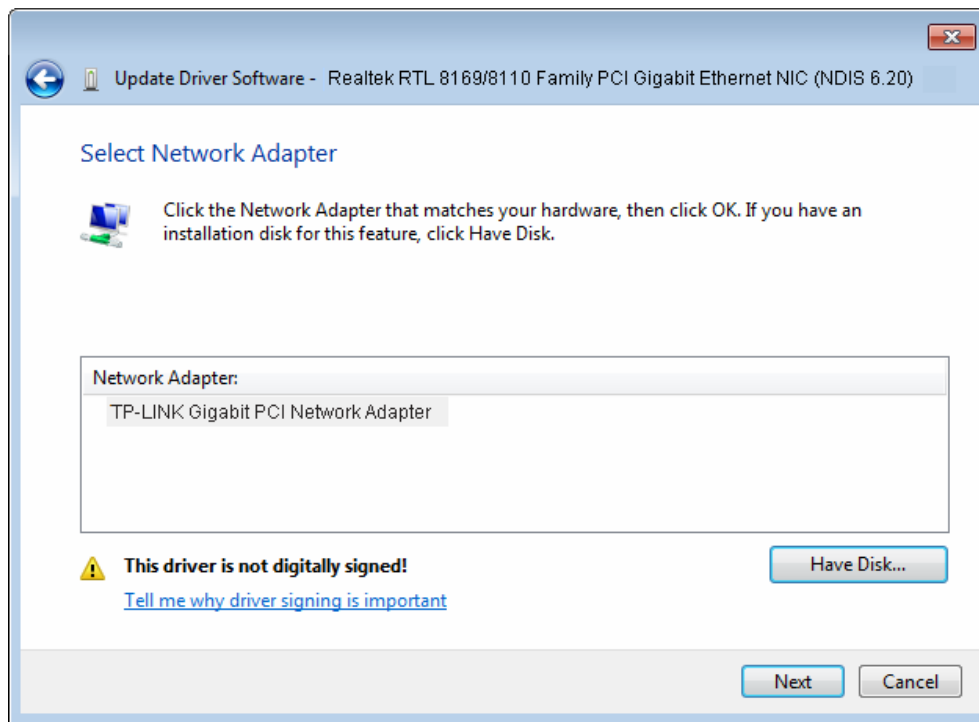 Update Driver Software - Realtek RTL 8169/8110 Family PCI Gigabit Ethernet NIC (NDIS 6.20)
Select Network Adapter
Click the Network Adapter that matches your hardware, then click OK. If you have an
installation disk for this feature, click Have Disk.
Network Adapter:
TP-LINK Gigabit PCI Network Adapter
This driver is not digitally signed!
Have Disk...
Tell me why driver signing is important
Next
Cancel